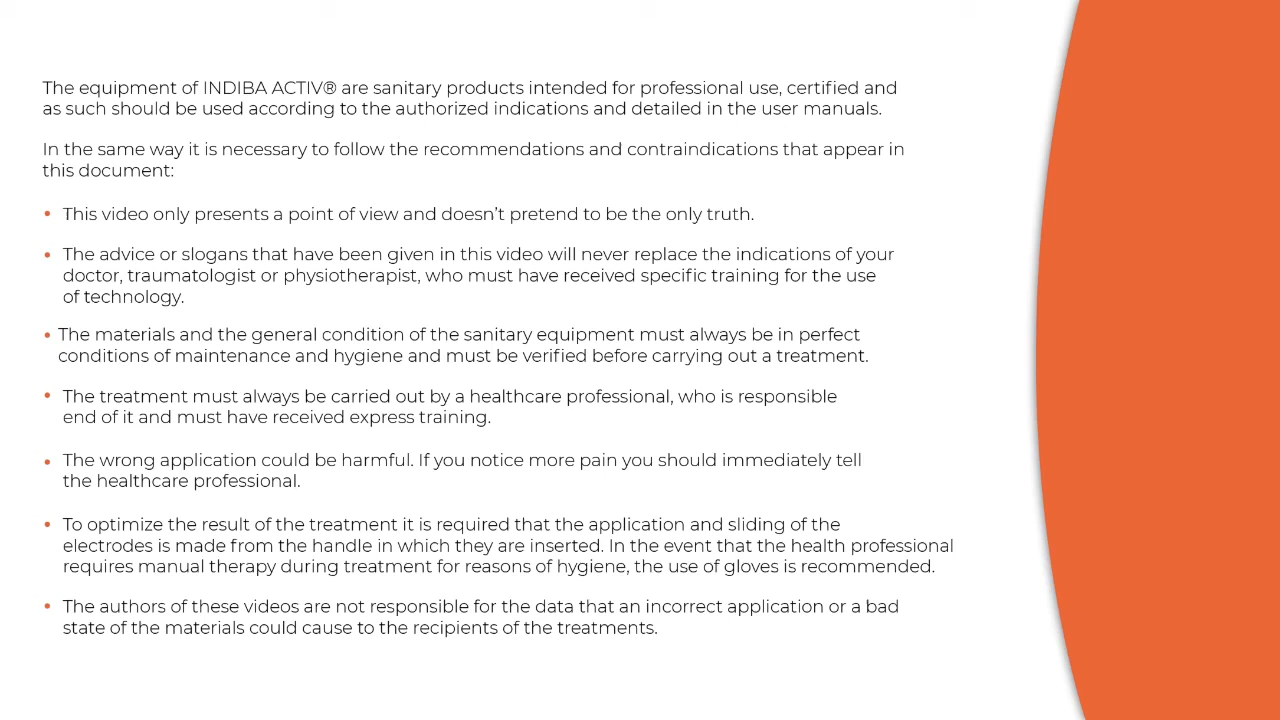 The equipment of INDIBA ACTIV® are sanitary products intended for professional use, certified and
as such should be used according to the authorized indications and detailed in the user manuals.
In the same way it is necessary to follow the recommendations and contraindications that appear in
this document:
• This video only presents a point of view and doesn't pretend to be the only truth.
• The advice or slogans that have been given in this video will never replace the indications of your
doctor, traumatologist or physiotherapist, who must have received specific training for the use
of technology.
• The materials and the general condition of the sanitary equipment must always be in perfect
conditions of maintenance and hygiene and must be verified before carrying out a treatment.
• The treatment must always be carried out by a healthcare professional, who is responsible
end of it and must have received express training.
• The wrong application could be harmful. If you notice more pain you should immediately tell
the healthcare professional.
• To optimize the result of the treatment it is required that the application and sliding of the
electrodes is made from the handle in which they are inserted. In the event that the health professional
requires manual therapy during treatment for reasons of hygiene, the use of gloves is recommended.
• The authors of these videos are not responsible for the data that an incorrect application or a bad
state of the materials could cause to the recipients of the treatments.